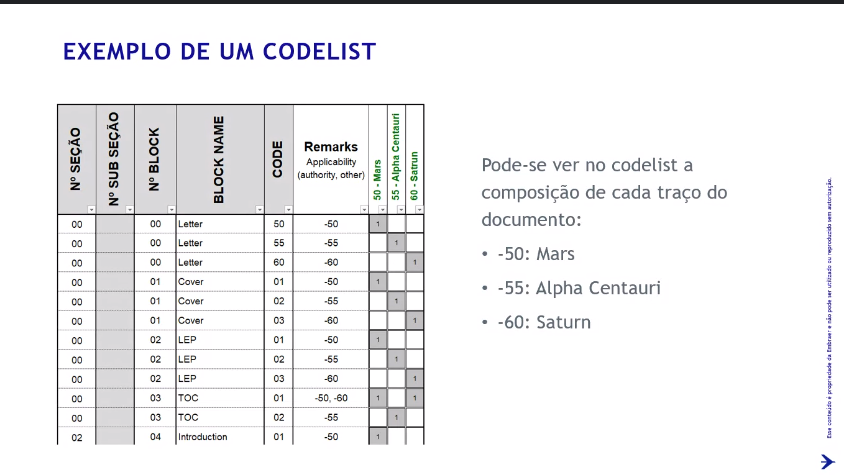 EXEMPLO DE UM CODELIST
Nº SEÇÃO Nº SUB SEÇÃO Nº BLOCK BLOCK NAME CODE Remarks Applicability (authority, other) 50 - Mars 55 - Alpha Centauri 60 - Satrun
00 00 Letter 50 -50 1
00 00 Letter 55 -55 1
00 00 Letter 60 -60 1
00 01 Cover 01 -50 1
00 01 Cover 02 -55 1
00 01 Cover 03 -60 1
00 02 LEP 01 -50 1
00 02 LEP 02 -55 1
00 02 LEP 03 -60 1
00 03 TOC 01 -50, -60 1 1
00 03 TOC 02 -55 1
02 04 Introduction 01 -50 1
Pode-se ver no codelist a
composição de cada traço do
documento:
• -50: Mars
• -55: Alpha Centauri
• -60: Saturn
Esse conteúdo é propriedade da Embraer e não pode ser utilizado ou reproduzido sem autorização.